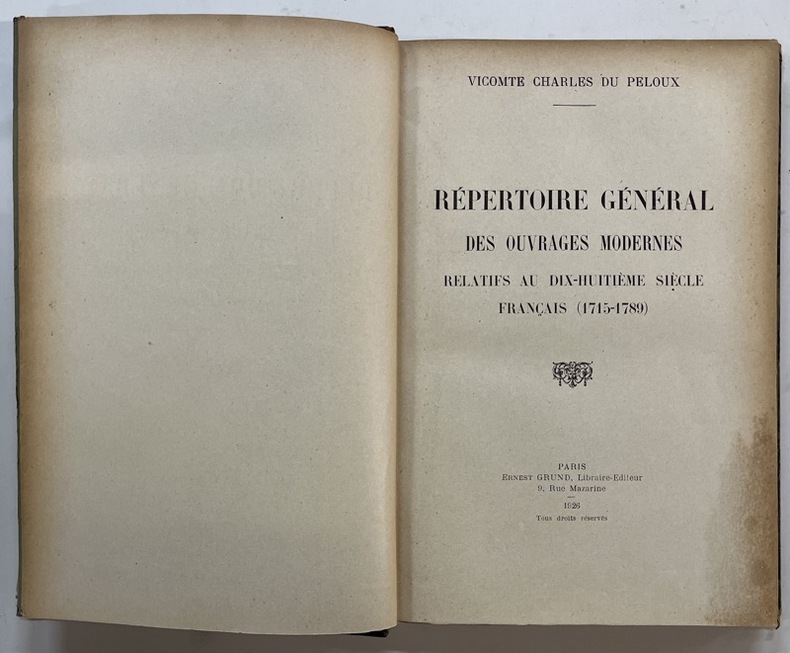 VICOMTE CHARLES DU PELOUX
RÉPERTOIRE GÉNÉRAL
DES OUVRAGES MODERNES
RELATIFS AU DIX-HUITIÈME SIÈCLE
FRANÇAIS (1715-1789)
PARIS
ERNEST GRUND, Libraire-Editeur
9, Rue Mazarine
1926
Tous droits réservés